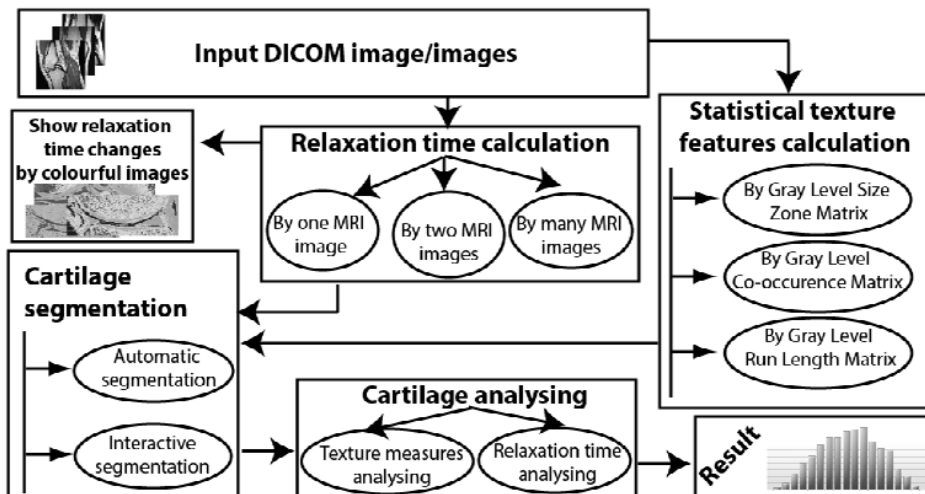 Input DICOM image/images
Show relaxation
time changes
by colourful images
Relaxation time calculation
By one MRI
image
By two MRI
images
By many MRI
images
Statistical texture
features calculation
By Gray Level Size
Zone Matrix
By Gray Level
Co-occurence Matrix
By Gray Level
Run Length Matrix
Cartilage
segmentation
Automatic
segmentation
Interactive
segmentation
Cartilage analysing
Texture measures
analysing
Relaxation time
analysing
Result